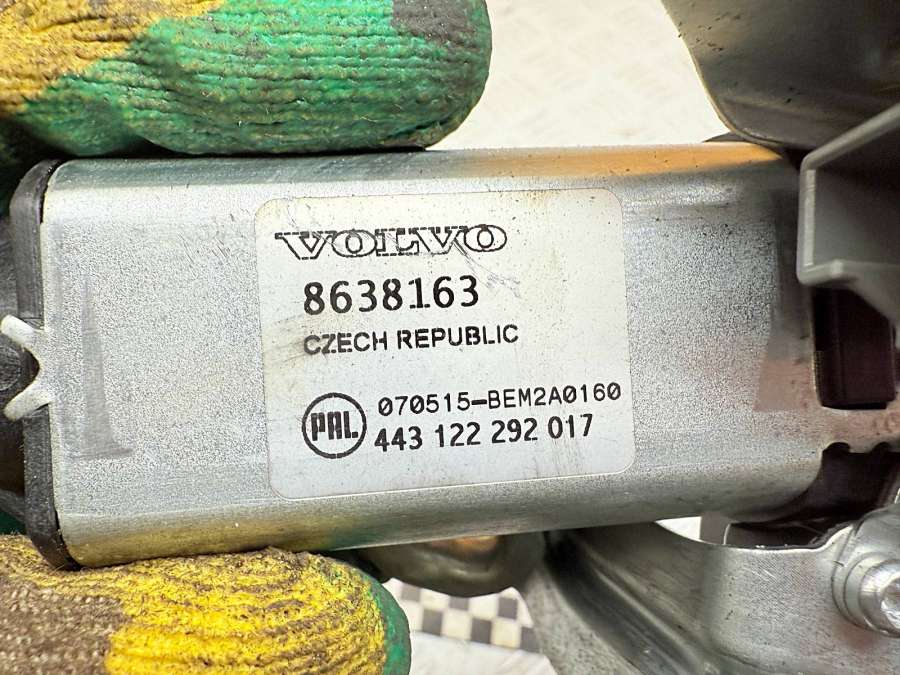 VOLVO
8638163
CZECH REPUBLIC
PAL
070515-BEM2A0160
443 122 292 017